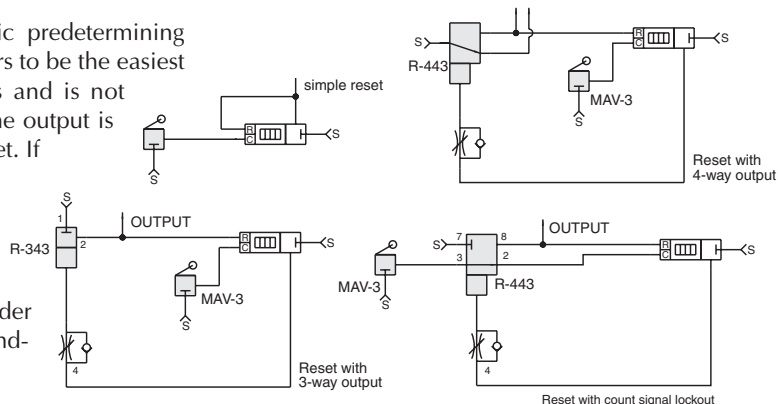 ic predetermining
rs to be the easiest
s and is not
ne output is
et. If
der
nd-
simple reset
R
C
S
S
S
R-443
MAV-3
S
R
C
S
Reset with
4-way output
S
1
2
R-343
OUTPUT
MAV-3
S
R
C
S
4
Reset with
3-way output
S
7
8
3
2
OUTPUT
MAV-3
S
R-443
R
C
S
4
Reset with count signal lockout